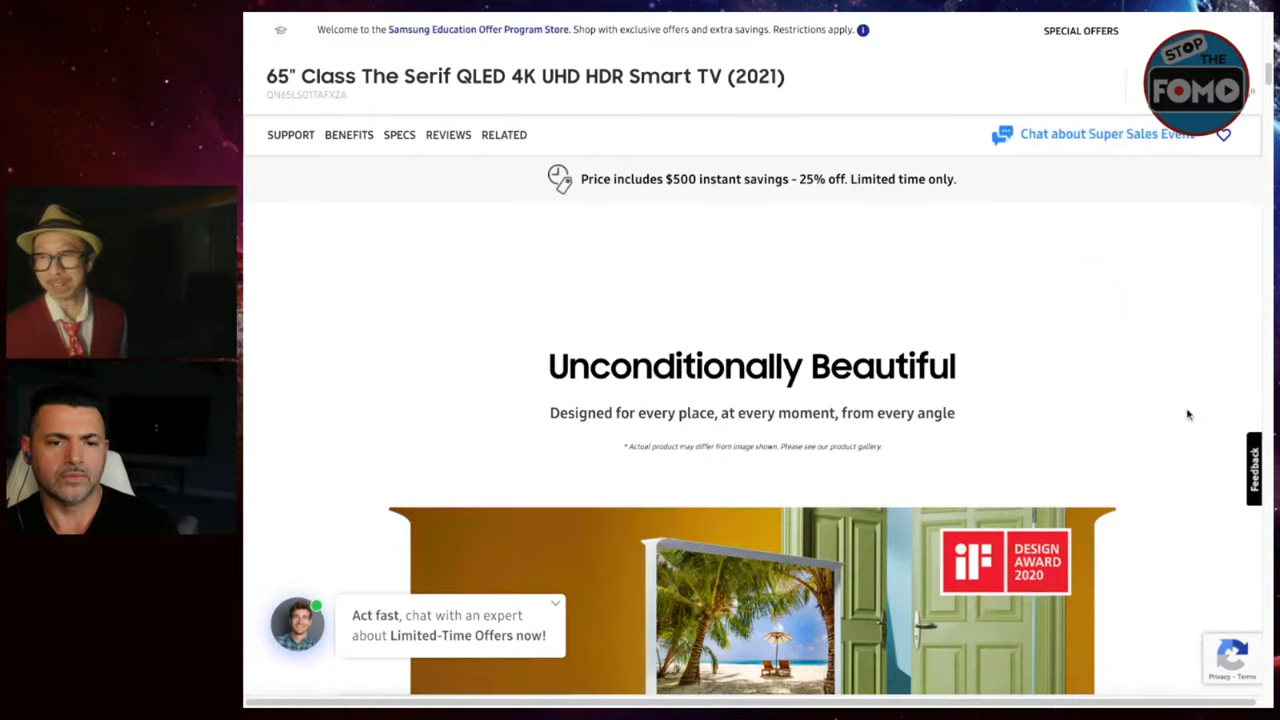 Welcome to the Samsung Education Offer Program Store. Shop with exclusive offers and extra savings. Restrictions apply. i
SPECIAL OFFERS
STOP
THE
FOMO
65" Class The Serif QLED 4K UHD HDR Smart TV (2021)
QN65LS01TAFXZA
SUPPORT BENEFITS SPECS REVIEWS RELATED
Chat about Super Sales Event
Price includes $500 instant savings - 25% off. Limited time only.
Unconditionally Beautiful
Designed for every place, at every moment, from every angle
* Actual product may differ from image shown. Please see our product gallery.
Feedback
iF
DESIGN
AWARD
2020
Act fast, chat with an expert
about Limited-Time Offers now!
Privacy - Terms